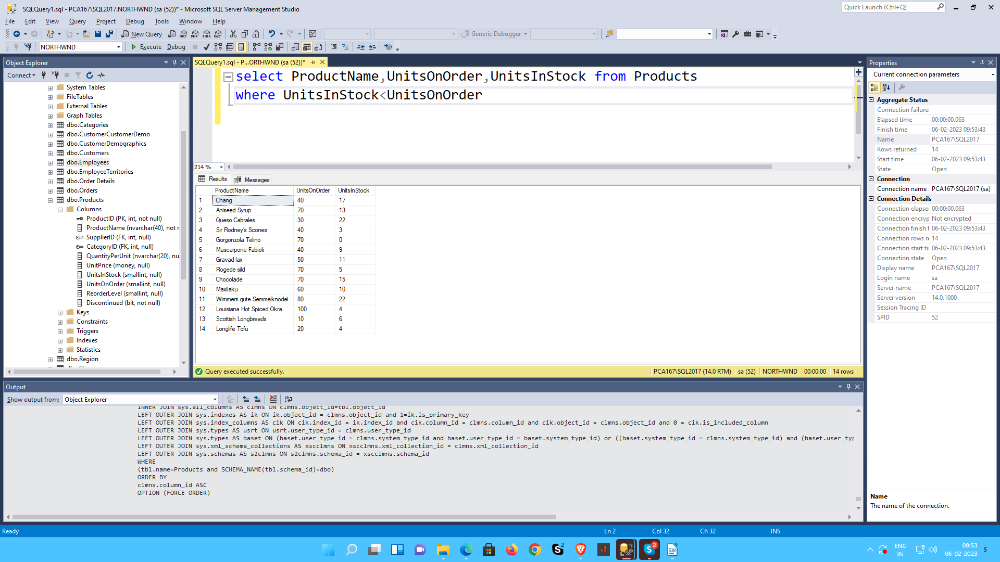 SQLQuery1.sql - PCA167\SQL2017.NORTHWND (sa (52))* - Microsoft SQL Server Management Studio
Quick Launch (Ctrl+Q)
File Edit View Query Project Debug Tools Window Help
New Query
Generic Debugger
NORTHWND
Execute Debug
Object Explorer
Connect
System Tables
FileTables
External Tables
Graph Tables
dbo.Categories
dbo.CustomerCustomerDemo
dbo.CustomerDemographics
dbo.Customers
dbo.Employees
dbo.EmployeeTerritories
dbo.Order Details
dbo.Orders
dbo.Products
Columns
ProductID (PK, int, not null)
ProductName (nvarchar(40), not r
SupplierID (FK, int, null)
CategoryID (FK, int, null)
QuantityPerUnit (nvarchar(20), nu
UnitPrice (money, null)
UnitsInStock (smallint, null)
UnitsOnOrder (smallint, null)
ReorderLevel (smallint, null)
Discontinued (bit, not null)
Keys
Constraints
Triggers
Indexes
Statistics
dbo.Region
SQLQuery1.sql - P...ORTHWND (sa (52))*
select ProductName,UnitsOnOrder,UnitsInStock from Products
where UnitsInStock<UnitsOnOrder
214 %
Results Messages
ProductName UnitsOnOrder UnitsInStock
1 Chang 40 17
2 Aniseed Syrup 70 13
3 Queso Cabrales 30 22
4 Sir Rodney's Scones 40 3
5 Gorgonzola Telino 70 0
6 Mascarpone Fabioli 40 9
7 Gravad lax 50 11
8 Rogede sild 70 5
9 Chocolade 70 15
10 Maxilaku 60 10
11 Wimmers gute Semmelknödel 80 22
12 Louisiana Hot Spiced Okra 100 4
13 Scottish Longbreads 10 6
14 Longlife Tofu 20 4
Query executed successfully. PCA167\SQL2017 (14.0 RTM) sa (52) NORTHWND 00:00:00 14 rows
Properties
Current connection parameters
Aggregate Status
Connection failures
Elapsed time 00:00:00.063
Finish time 06-02-2023 09:53:43
Name PCA167\SQL2017
Rows returned 14
Start time 06-02-2023 09:53:43
State Open
Connection
Connection name PCA167\SQL2017 (sa)
Connection Details
Connection elapse 00:00:00.063
Connection encryp Not encrypted
Connection finish t 06-02-2023 09:53:43
Connection rows re 14
Connection start ti 06-02-2023 09:53:43
Connection state Open
Display name PCA167\SQL2017
Login name sa
Server name PCA167\SQL2017
Server version 14.0.1000
Session Tracing ID
SPID 52
Name
The name of the connection.
Output
Show output from: Object Explorer
INNER JOIN sys.all_columns AS clmns ON clmns.object_id=tbl.object_id
LEFT OUTER JOIN sys.indexes AS ik ON ik.object_id = clmns.object_id and 1=ik.is_primary_key
LEFT OUTER JOIN sys.index_columns AS cik ON cik.index_id = ik.index_id and cik.column_id = clmns.column_id and cik.object_id = clmns.object_id and 0 = cik.is_included_column
LEFT OUTER JOIN sys.types AS usrt ON usrt.user_type_id = clmns.user_type_id
LEFT OUTER JOIN sys.types AS baset ON (baset.user_type_id = clmns.system_type_id and baset.user_type_id = baset.system_type_id) or ((baset.system_type_id = clmns.system_type_id) and (baset.user_typ
LEFT OUTER JOIN sys.xml_schema_collections AS xscclmns ON xscclmns.xml_collection_id = clmns.xml_collection_id
LEFT OUTER JOIN sys.schemas AS s2clmns ON s2clmns.schema_id = xscclmns.schema_id
WHERE
(tbl.name=Products and SCHEMA_NAME(tbl.schema_id)=dbo)
ORDER BY
clmns.column_id ASC
OPTION (FORCE ORDER)
Ready Ln 2 Col 32 Ch 32 INS
ENG
IN
09:53
06-02-2023
5